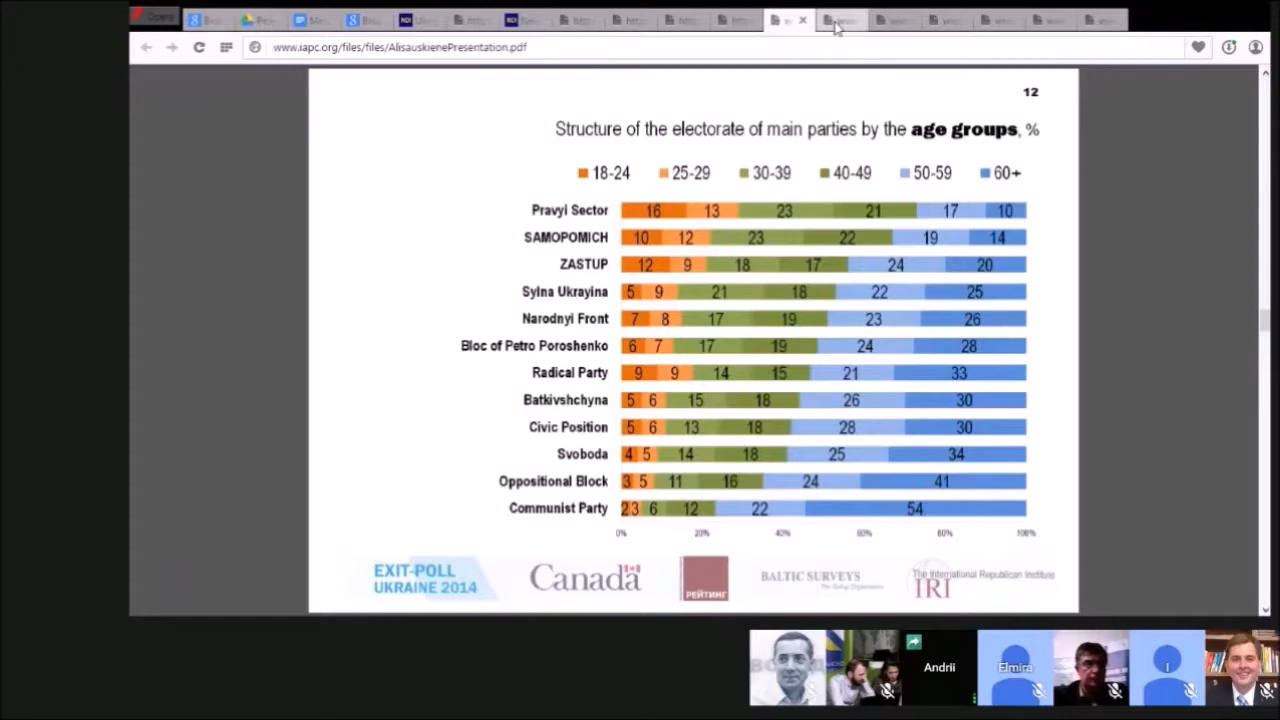 Opera
www.iapc.org/files/files/AlisauskienePresentation.pdf
12
Structure of the electorate of main parties by the age groups, %
18-24 25-29 30-39 40-49 50-59 60+
Pravyi Sector 16 13 23 21 17 10
SAMOPOMICH 10 12 23 22 19 14
ZASTUP 12 9 18 17 24 20
Sylna Ukrayina 5 9 21 18 22 25
Narodnyi Front 7 8 17 19 23 26
Bloc of Petro Poroshenko 6 7 17 19 24 28
Radical Party 9 9 14 15 21 33
Batkivshchyna 5 6 15 18 26 30
Civic Position 5 6 13 18 28 30
Svoboda 4 5 14 18 25 34
Oppositional Block 3 5 11 16 24 41
Communist Party 2 3 6 12 22 54
0% 20% 40% 60% 80% 100%
EXIT-POLL
UKRAINE 2014
Canada
РЕЙТИНГ
BALTIC SURVEYS
The International Republican Institute
IRI
Andrii
Elmira
i